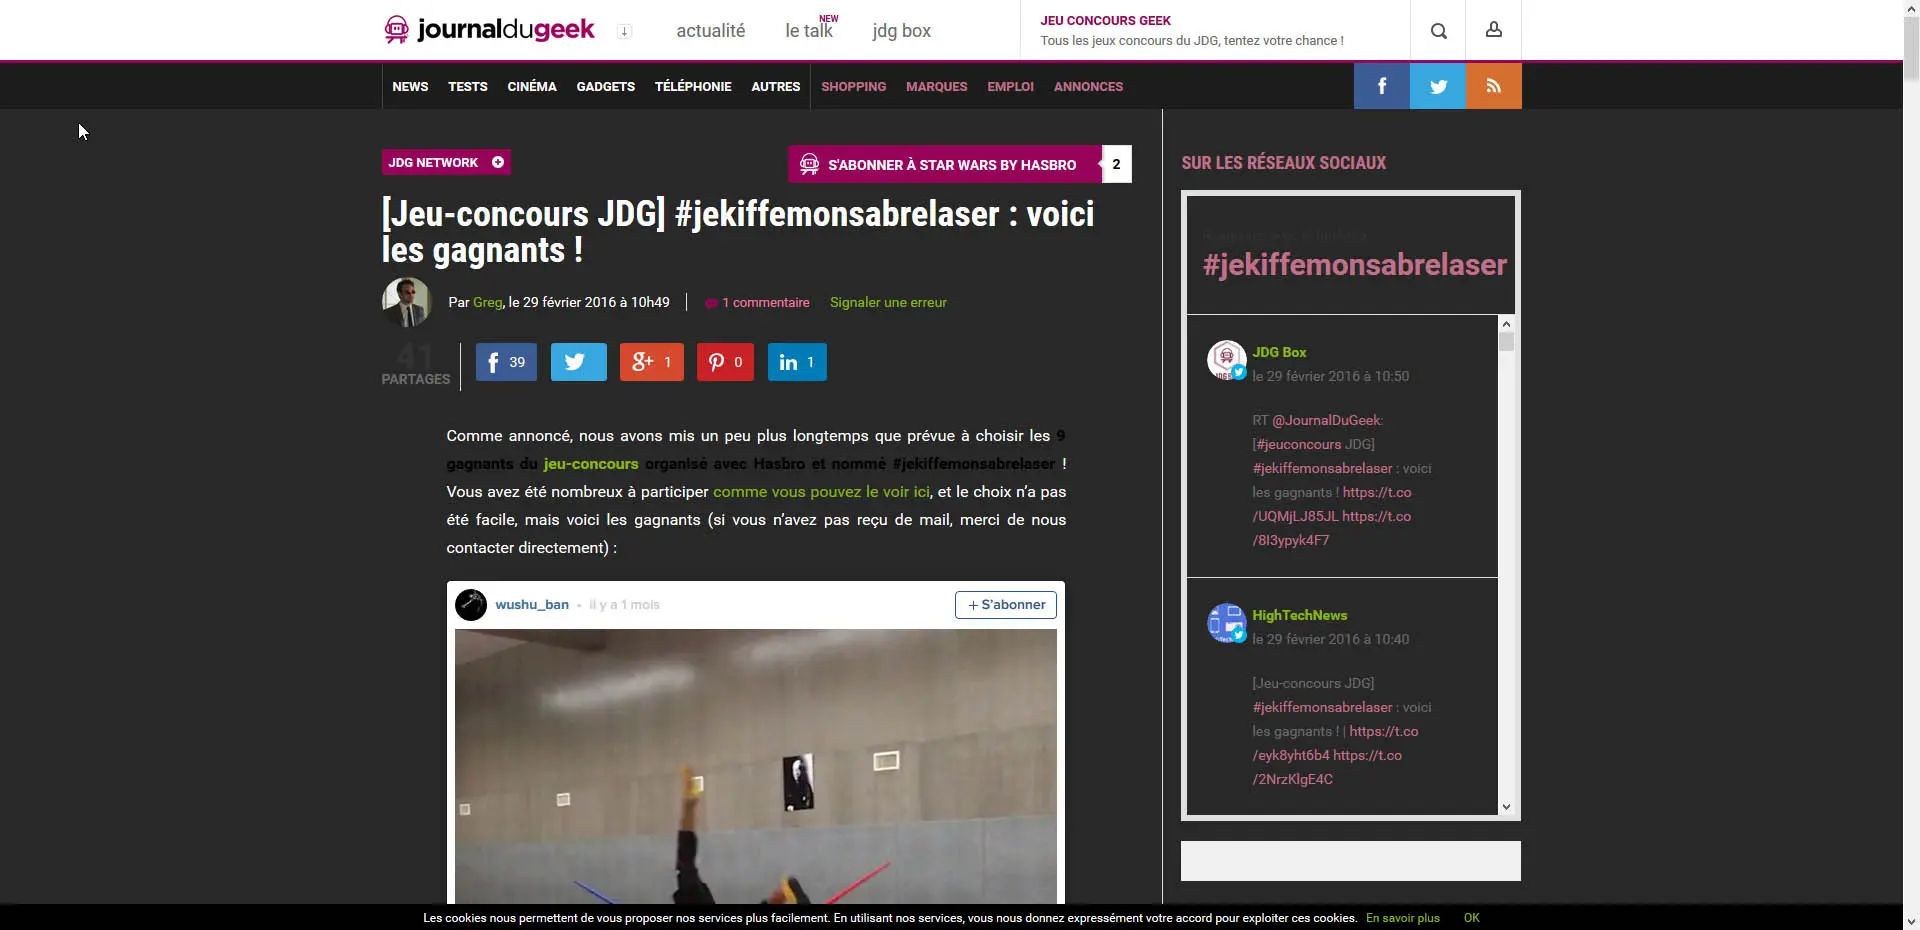 journaldugeek
actualité
le talk
NEW
jdg box
JEU CONCOURS GEEK
Tous les jeux concours du JDG, tentez votre chance !
NEWS
TESTS
CINÉMA
GADGETS
TÉLÉPHONIE
AUTRES
SHOPPING
MARQUES
EMPLOI
ANNONCES
JDG NETWORK
S'ABONNER À STAR WARS BY HASBRO
2
[Jeu-concours JDG] #jekiffemonsabrelaser : voici
les gagnants !
Par Greg, le 29 février 2016 à 10h49
1 commentaire
Signaler une erreur
41
PARTAGES
39
1
0
1
Comme annoncé, nous avons mis un peu plus longtemps que prévue à choisir les 9
gagnants du jeu-concours organisé avec Hasbro et nommé #jekiffemonsabrelaser !
Vous avez été nombreux à participer comme vous pouvez le voir ici, et le choix n'a pas
été facile, mais voici les gagnants (si vous n'avez pas reçu de mail, merci de nous
contacter directement) :
wushu_ban - il y a 1 mois
+ S'abonner
SUR LES RÉSEAUX SOCIAUX
#jekiffemonsabrelaser
JDG Box
le 29 février 2016 à 10:50
RT @JournalDuGeek:
[#jeuconcours JDG]
#jekiffemonsabrelaser : voici
les gagnants ! https://t.co
/UQMjLJ85JL https://t.co
/8I3ypyk4F7
HighTechNews
le 29 février 2016 à 10:40
[Jeu-concours JDG]
#jekiffemonsabrelaser : voici
les gagnants ! | https://t.co
/eyk8yht6b4 https://t.co
/2NrzKlgE4C
Les cookies nous permettent de vous proposer nos services plus facilement. En utilisant nos services, vous nous donnez expressément votre accord pour exploiter ces cookies. En savoir plus OK